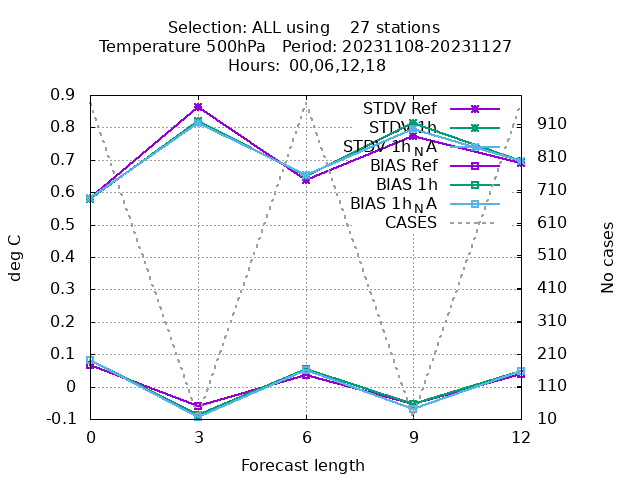 Selection: ALL using    27 stations
Temperature 500hPa   Period: 20231108-20231127
Hours:  00,06,12,18
STDV Ref
STDV 1h
STDV 1h_NA
BIAS Ref
BIAS 1h
BIAS 1h_NA
CASES
0.9
0.8
0.7
0.6
0.5
0.4
0.3
0.2
0.1
0
-0.1
deg C
910
810
710
610
510
410
310
210
110
10
No cases
0 3 6 9 12
Forecast length